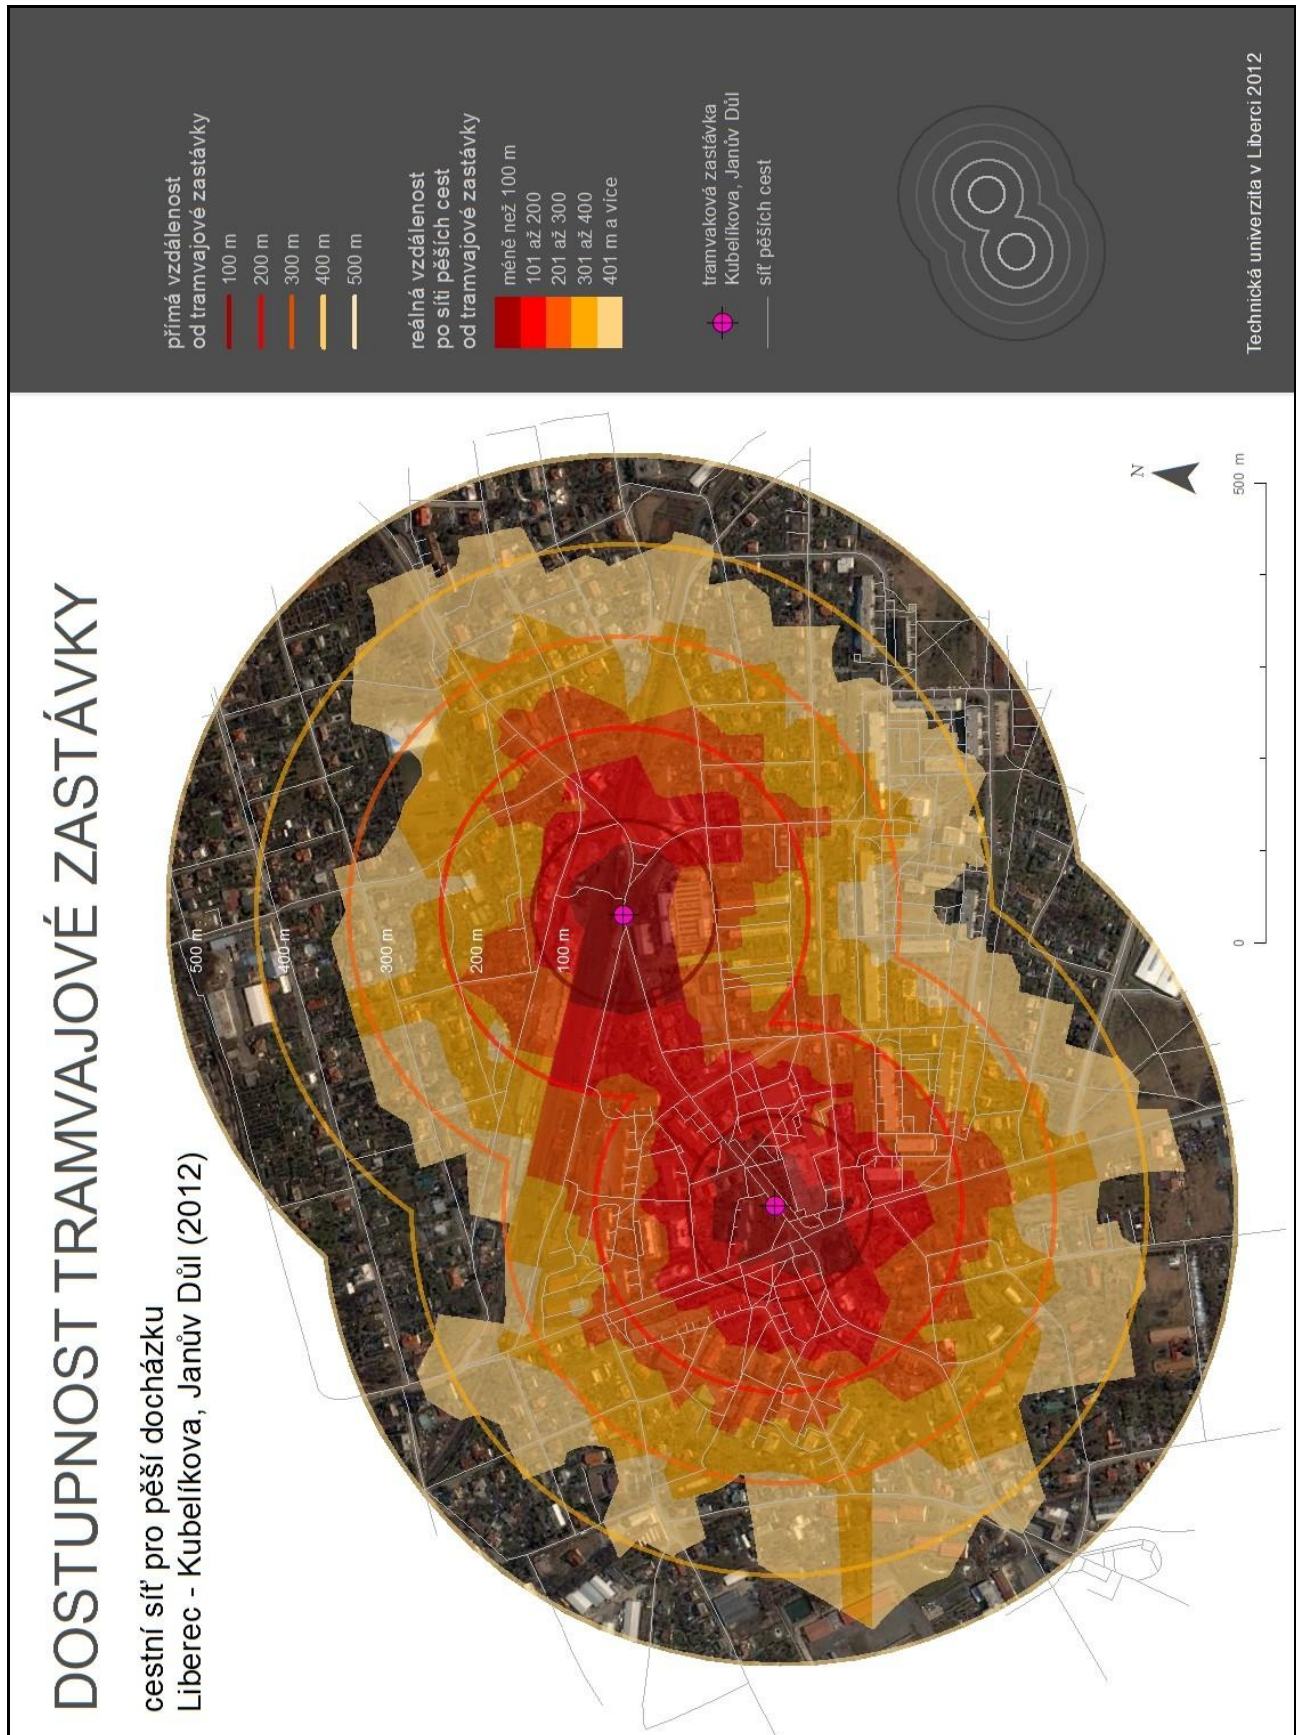 DOSTUPNOST TRAMVAJOVÉ ZASTÁVKY
cestní síť pro pěší docházku
Liberec - Kubelíkova, Janův Důl (2012)
500 m
400 m
300 m
200 m
100 m
N
0
500 m
přímá vzdálenost
od tramvajové zastávky
100 m
200 m
300 m
400 m
500 m
reálná vzdálenost
po síti pěších cest
od tramvajové zastávky
méně než 100 m
101 až 200
201 až 300
301 až 400
401 m a více
tramvaková zastávka
Kubelíkova, Janův Důl
síť pěších cest
Technická univerzita v Liberci 2012